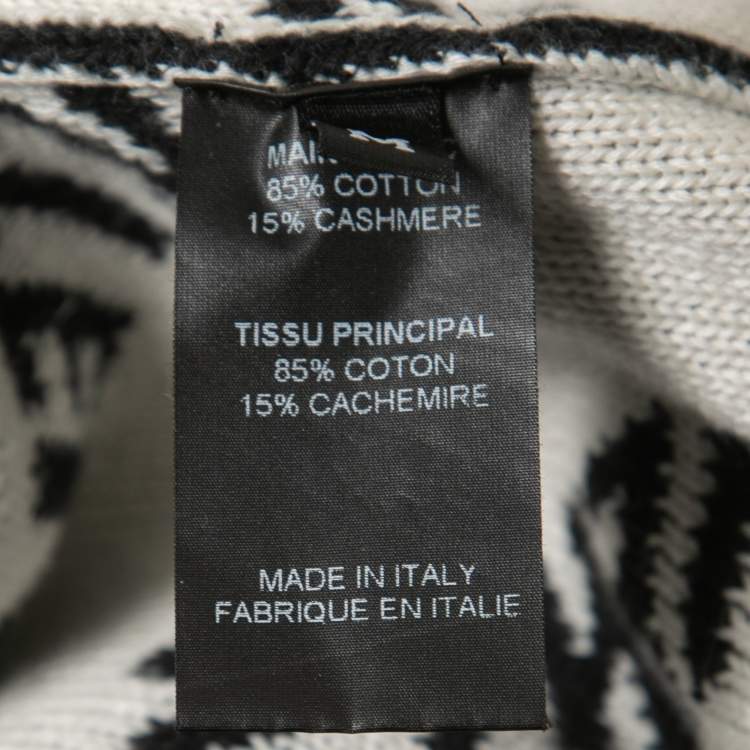 M
85% COTTON
15% CASHMERE
TISSU PRINCIPAL
85% COTON
15% CACHEMIRE
MADE IN ITALY
FABRIQUE EN ITALIE